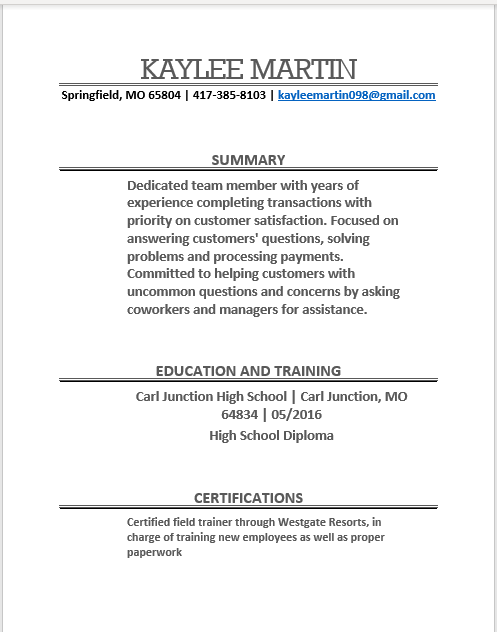 KAYLEE MARTIN
Springfield, MO 65804 | 417-385-8103 | kayleemartin098@gmail.com
SUMMARY
Dedicated team member with years of
experience completing transactions with
priority on customer satisfaction. Focused on
answering customers' questions, solving
problems and processing payments.
Committed to helping customers with
uncommon questions and concerns by asking
coworkers and managers for assistance.
EDUCATION AND TRAINING
Carl Junction High School | Carl Junction, MO
64834 | 05/2016
High School Diploma
CERTIFICATIONS
Certified field trainer through Westgate Resorts, in
charge of training new employees as well as proper
paperwork